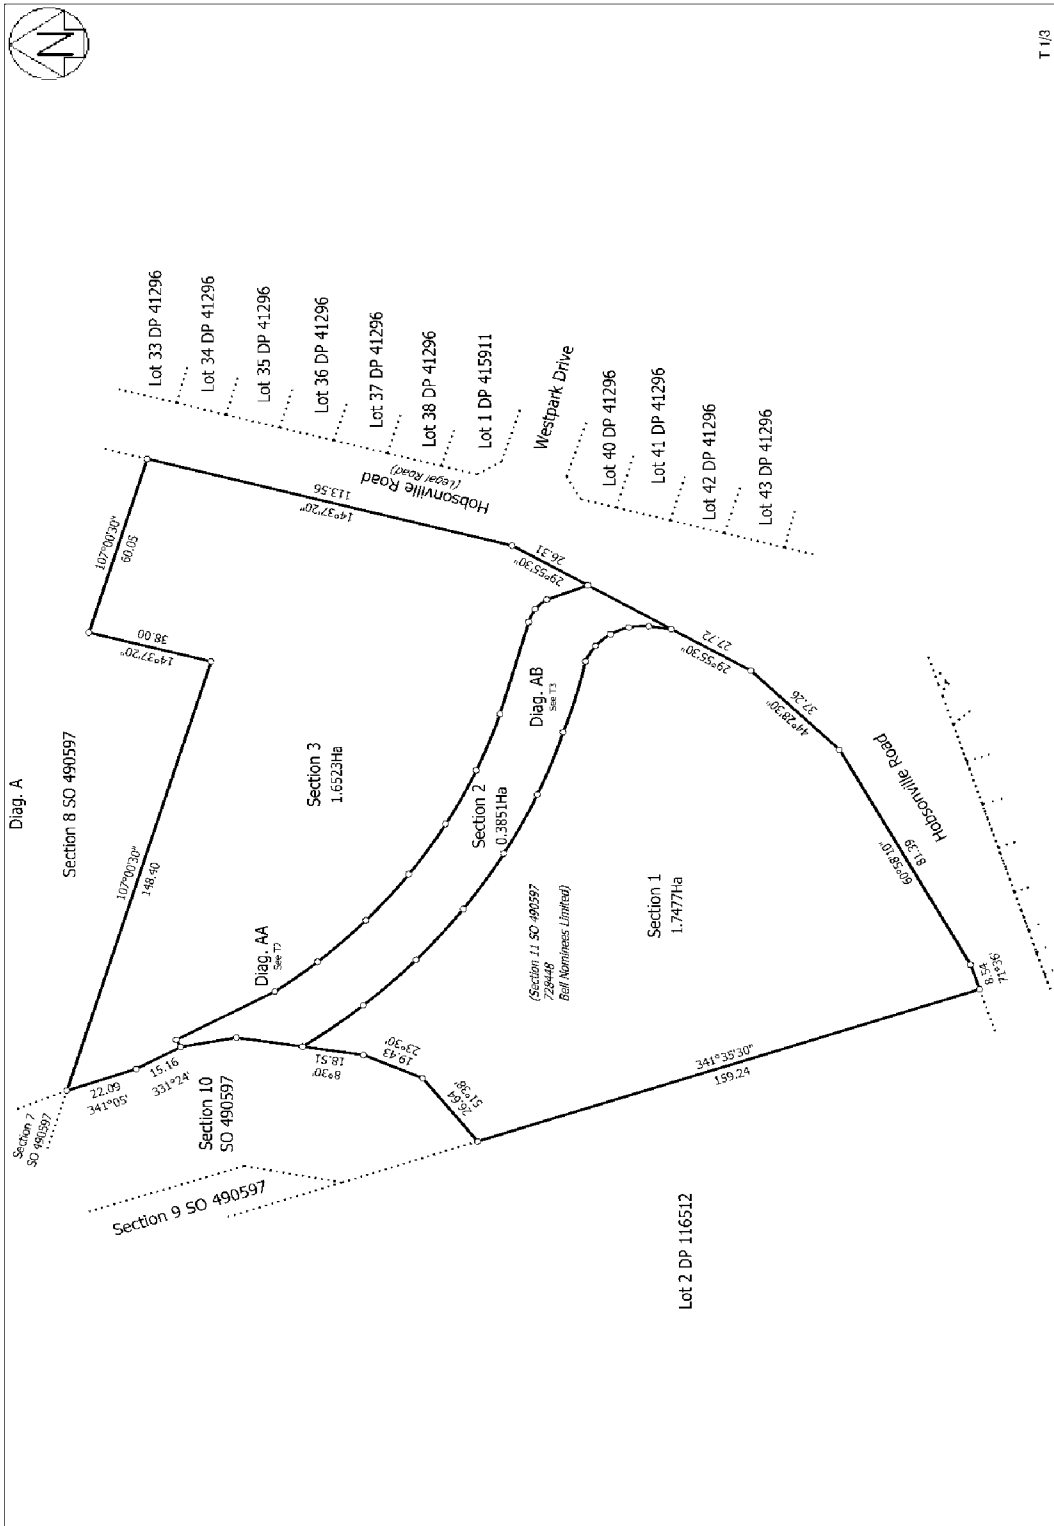 N
T 1/3
Diag. A
Section 8 SO 490597
Lot 33 DP 41296
Lot 34 DP 41296
Lot 35 DP 41296
Lot 36 DP 41296
Lot 37 DP 41296
Lot 38 DP 41296
Lot 1 DP 415911
Westpark Drive
Lot 40 DP 41296
Lot 41 DP 41296
Lot 42 DP 41296
Lot 43 DP 41296
107°00'30"
60.05
14°37'20"
38.00
107°00'30"
148.40
Hobsonville Road
(Legal Road)
113.56
14°37'20"
26.31
29°55'30"
Section 3
1.6523Ha
Diag. AB
See T3
27.72
29°55'30"
Section 2
0.3851Ha
44°28'30"
37.26
Hobsonville Road
Diag. AA
See T2
(Section 11 SO 490597
728448
Bell Nominees Limited)
Section 1
1.7477Ha
60°58'10"
81.39
8.54
71°36'
Section 7
SO 490597
22.09
341°05'
15.16
331°24'
Section 10
SO 490597
18.51
8°30'
19.43
23°30'
26.64
51°38'
341°35'30"
159.24
Section 9 SO 490597
Lot 2 DP 116512